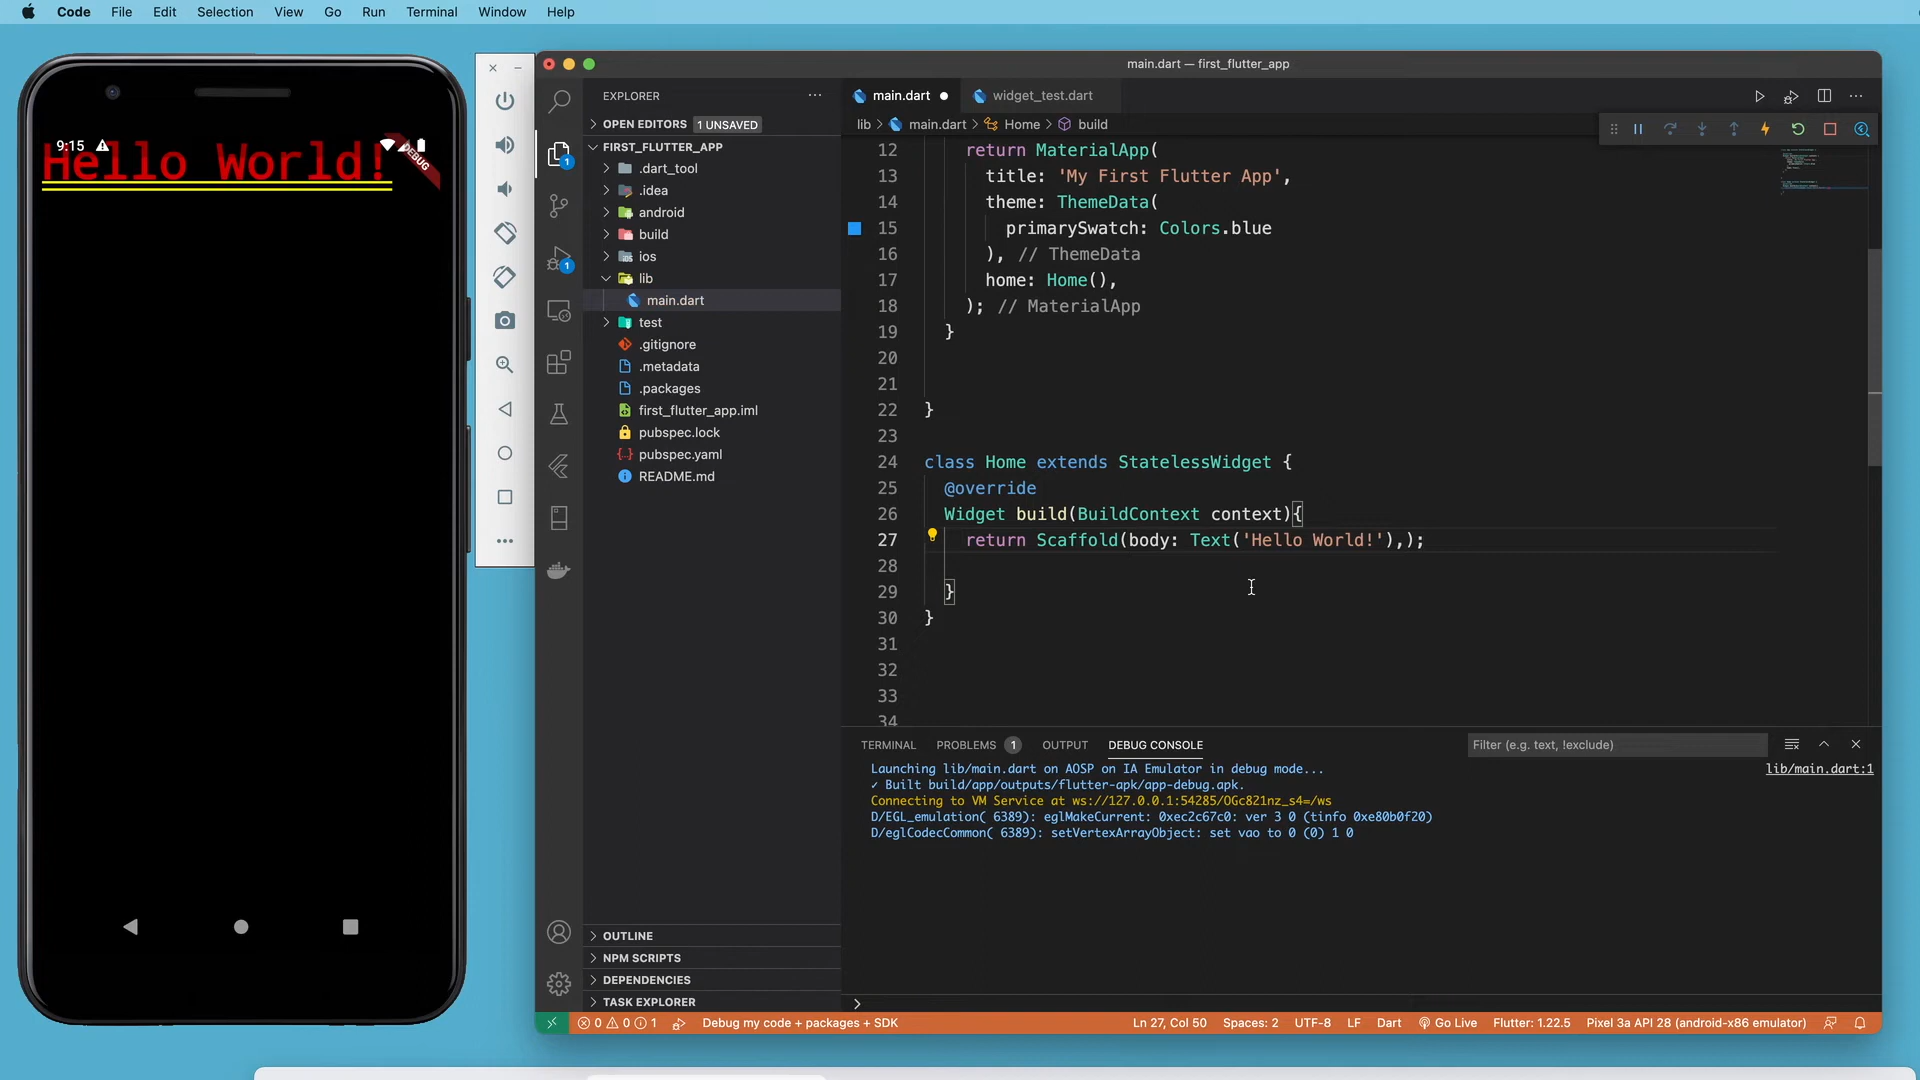 Code File Edit Selection View Go Run Terminal Window Help
9:15
DEBUG
Hello World!
main.dart — first_flutter_app
EXPLORER
OPEN EDITORS 1 UNSAVED
FIRST_FLUTTER_APP
.dart_tool
.idea
android
build
ios
lib
main.dart
test
.gitignore
.metadata
.packages
first_flutter_app.iml
pubspec.lock
pubspec.yaml
README.md
OUTLINE
NPM SCRIPTS
DEPENDENCIES
TASK EXPLORER
1
1
main.dart widget_test.dart
lib > main.dart > Home > build
12 return MaterialApp(
13 title: 'My First Flutter App',
14 theme: ThemeData(
15 primarySwatch: Colors.blue
16 ), // ThemeData
17 home: Home(),
18 ); // MaterialApp
19 }
20
21
22 }
23
24 class Home extends StatelessWidget {
25 @override
26 Widget build(BuildContext context){
27 return Scaffold(body: Text('Hello World!'),);
28
29 }
30 }
31
32
33
34
TERMINAL PROBLEMS 1 OUTPUT DEBUG CONSOLE Filter (e.g. text, !exclude)
Launching lib/main.dart on AOSP on IA Emulator in debug mode... lib/main.dart:1
✓ Built build/app/outputs/flutter-apk/app-debug.apk.
Connecting to VM Service at ws://127.0.0.1:54285/OGc821nz_s4=/ws
D/EGL_emulation( 6389): eglMakeCurrent: 0xec2c67c0: ver 3 0 (tinfo 0xe80b0f20)
D/eglCodecCommon( 6389): setVertexArrayObject: set vao to 0 (0) 1 0
0 0 1 Debug my code + packages + SDK Ln 27, Col 50 Spaces: 2 UTF-8 LF Dart Go Live Flutter: 1.22.5 Pixel 3a API 28 (android-x86 emulator)